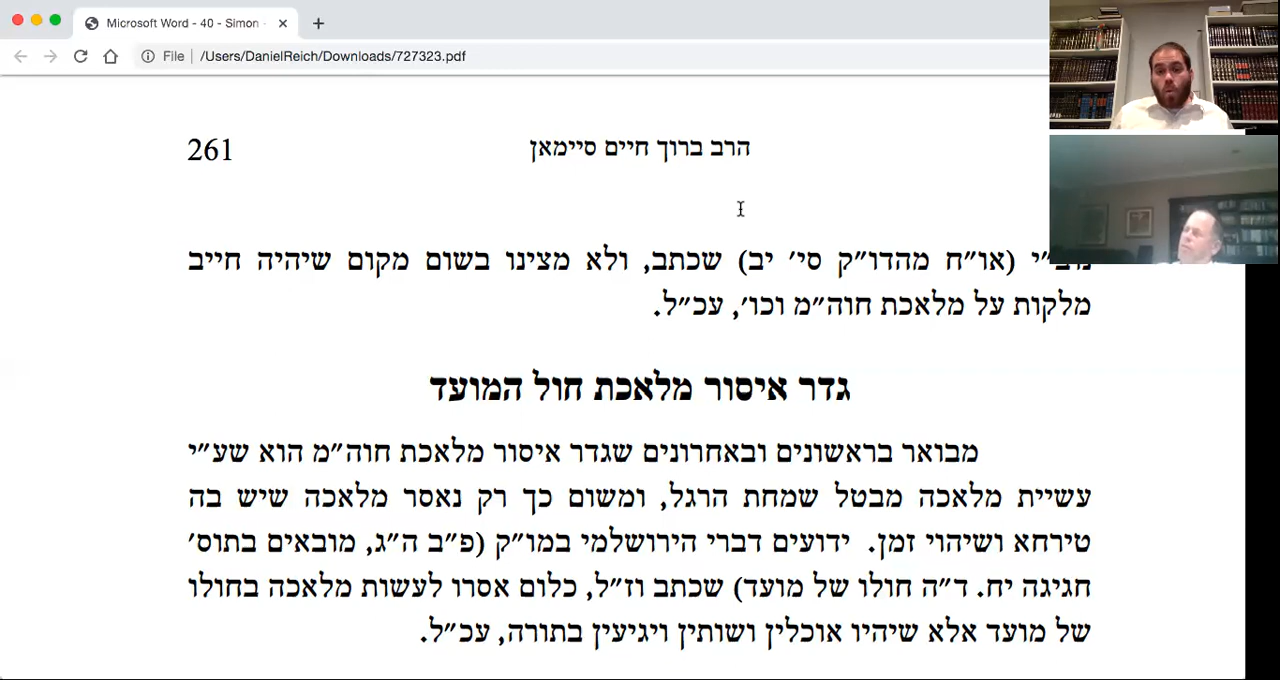 Microsoft Word - 40 - Simon
File /Users/DanielReich/Downloads/727323.pdf
261 הרב ברוך חיים סיימאן
(או״ח מהדו״ק סי׳ יב) שכתב, ולא מצינו בשום מקום שיהיה חייב
מלקות על מלאכת חוה״מ וכו׳, עכ״ל.
גדר איסור מלאכת חול המועד
מבואר בראשונים ובאחרונים שגדר איסור מלאכת חוה״מ הוא שע״י
עשיית מלאכה מבטל שמחת הרגל, ומשום כך רק נאסר מלאכה שיש בה
טירחא ושיהוי זמן. ידועים דברי הירושלמי במו״ק (פ״ב ה״ג, מובאים בתוס׳
חגיגה יח. ד״ה חולו של מועד) שכתב וז״ל, כלום אסרו לעשות מלאכה בחולו
של מועד אלא שיהיו אוכלין ושותין ויגיעין בתורה, עכ״ל.